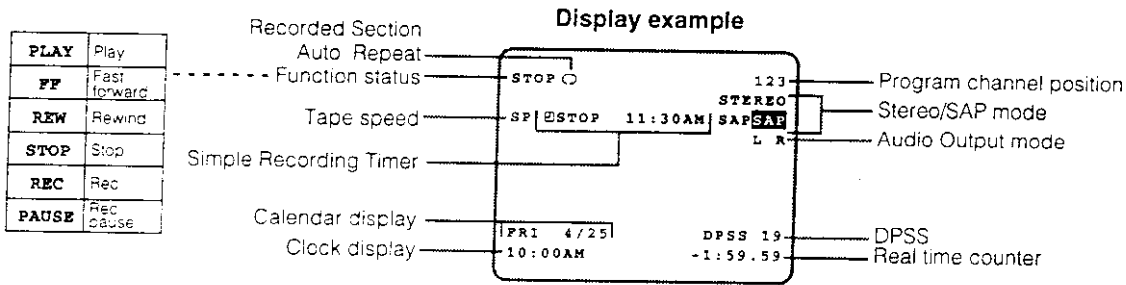 Display example
PLAY Play
FF Fast forward
REW Rewind
STOP Stop
REC Rec
PAUSE Rec pause
Recorded Section
Auto Repeat
Function status
Tape speed
Simple Recording Timer
Calendar display
Clock display
STOP
123
STEREO
SP STOP 11:30AM SAP SAP
L R
FRI 4/25
DPSS 19
10:00AM
-1:59.59
Program channel position
Stereo/SAP mode
Audio Output mode
DPSS
Real time counter